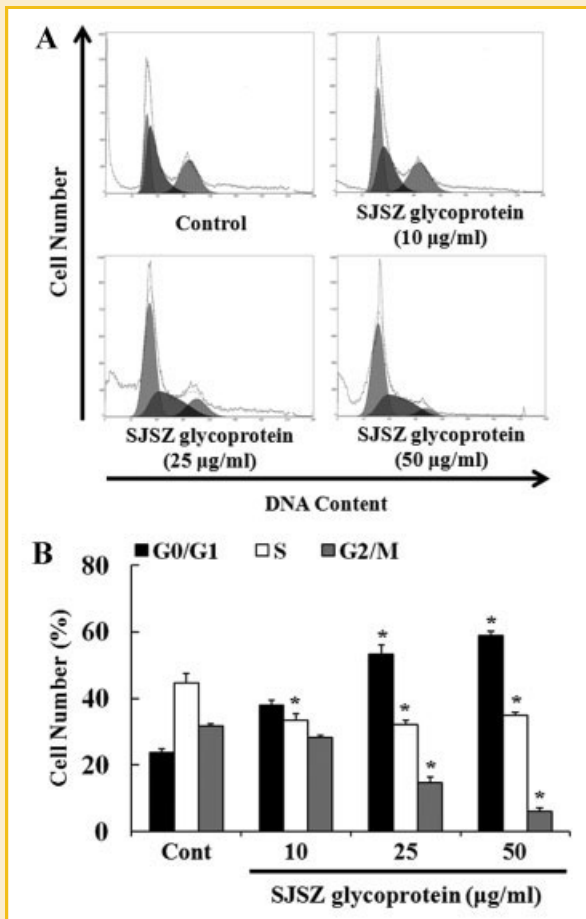 A
Cell Number
Control
SJSZ glycoprotein
(10 µg/ml)
SJSZ glycoprotein
(25 µg/ml)
SJSZ glycoprotein
(50 µg/ml)
DNA Content
B
G0/G1 S G2/M
Cell Number (%)
80
60
40
20
0
* * * * * * *
Cont 10 25 50
SJSZ glycoprotein (µg/ml)